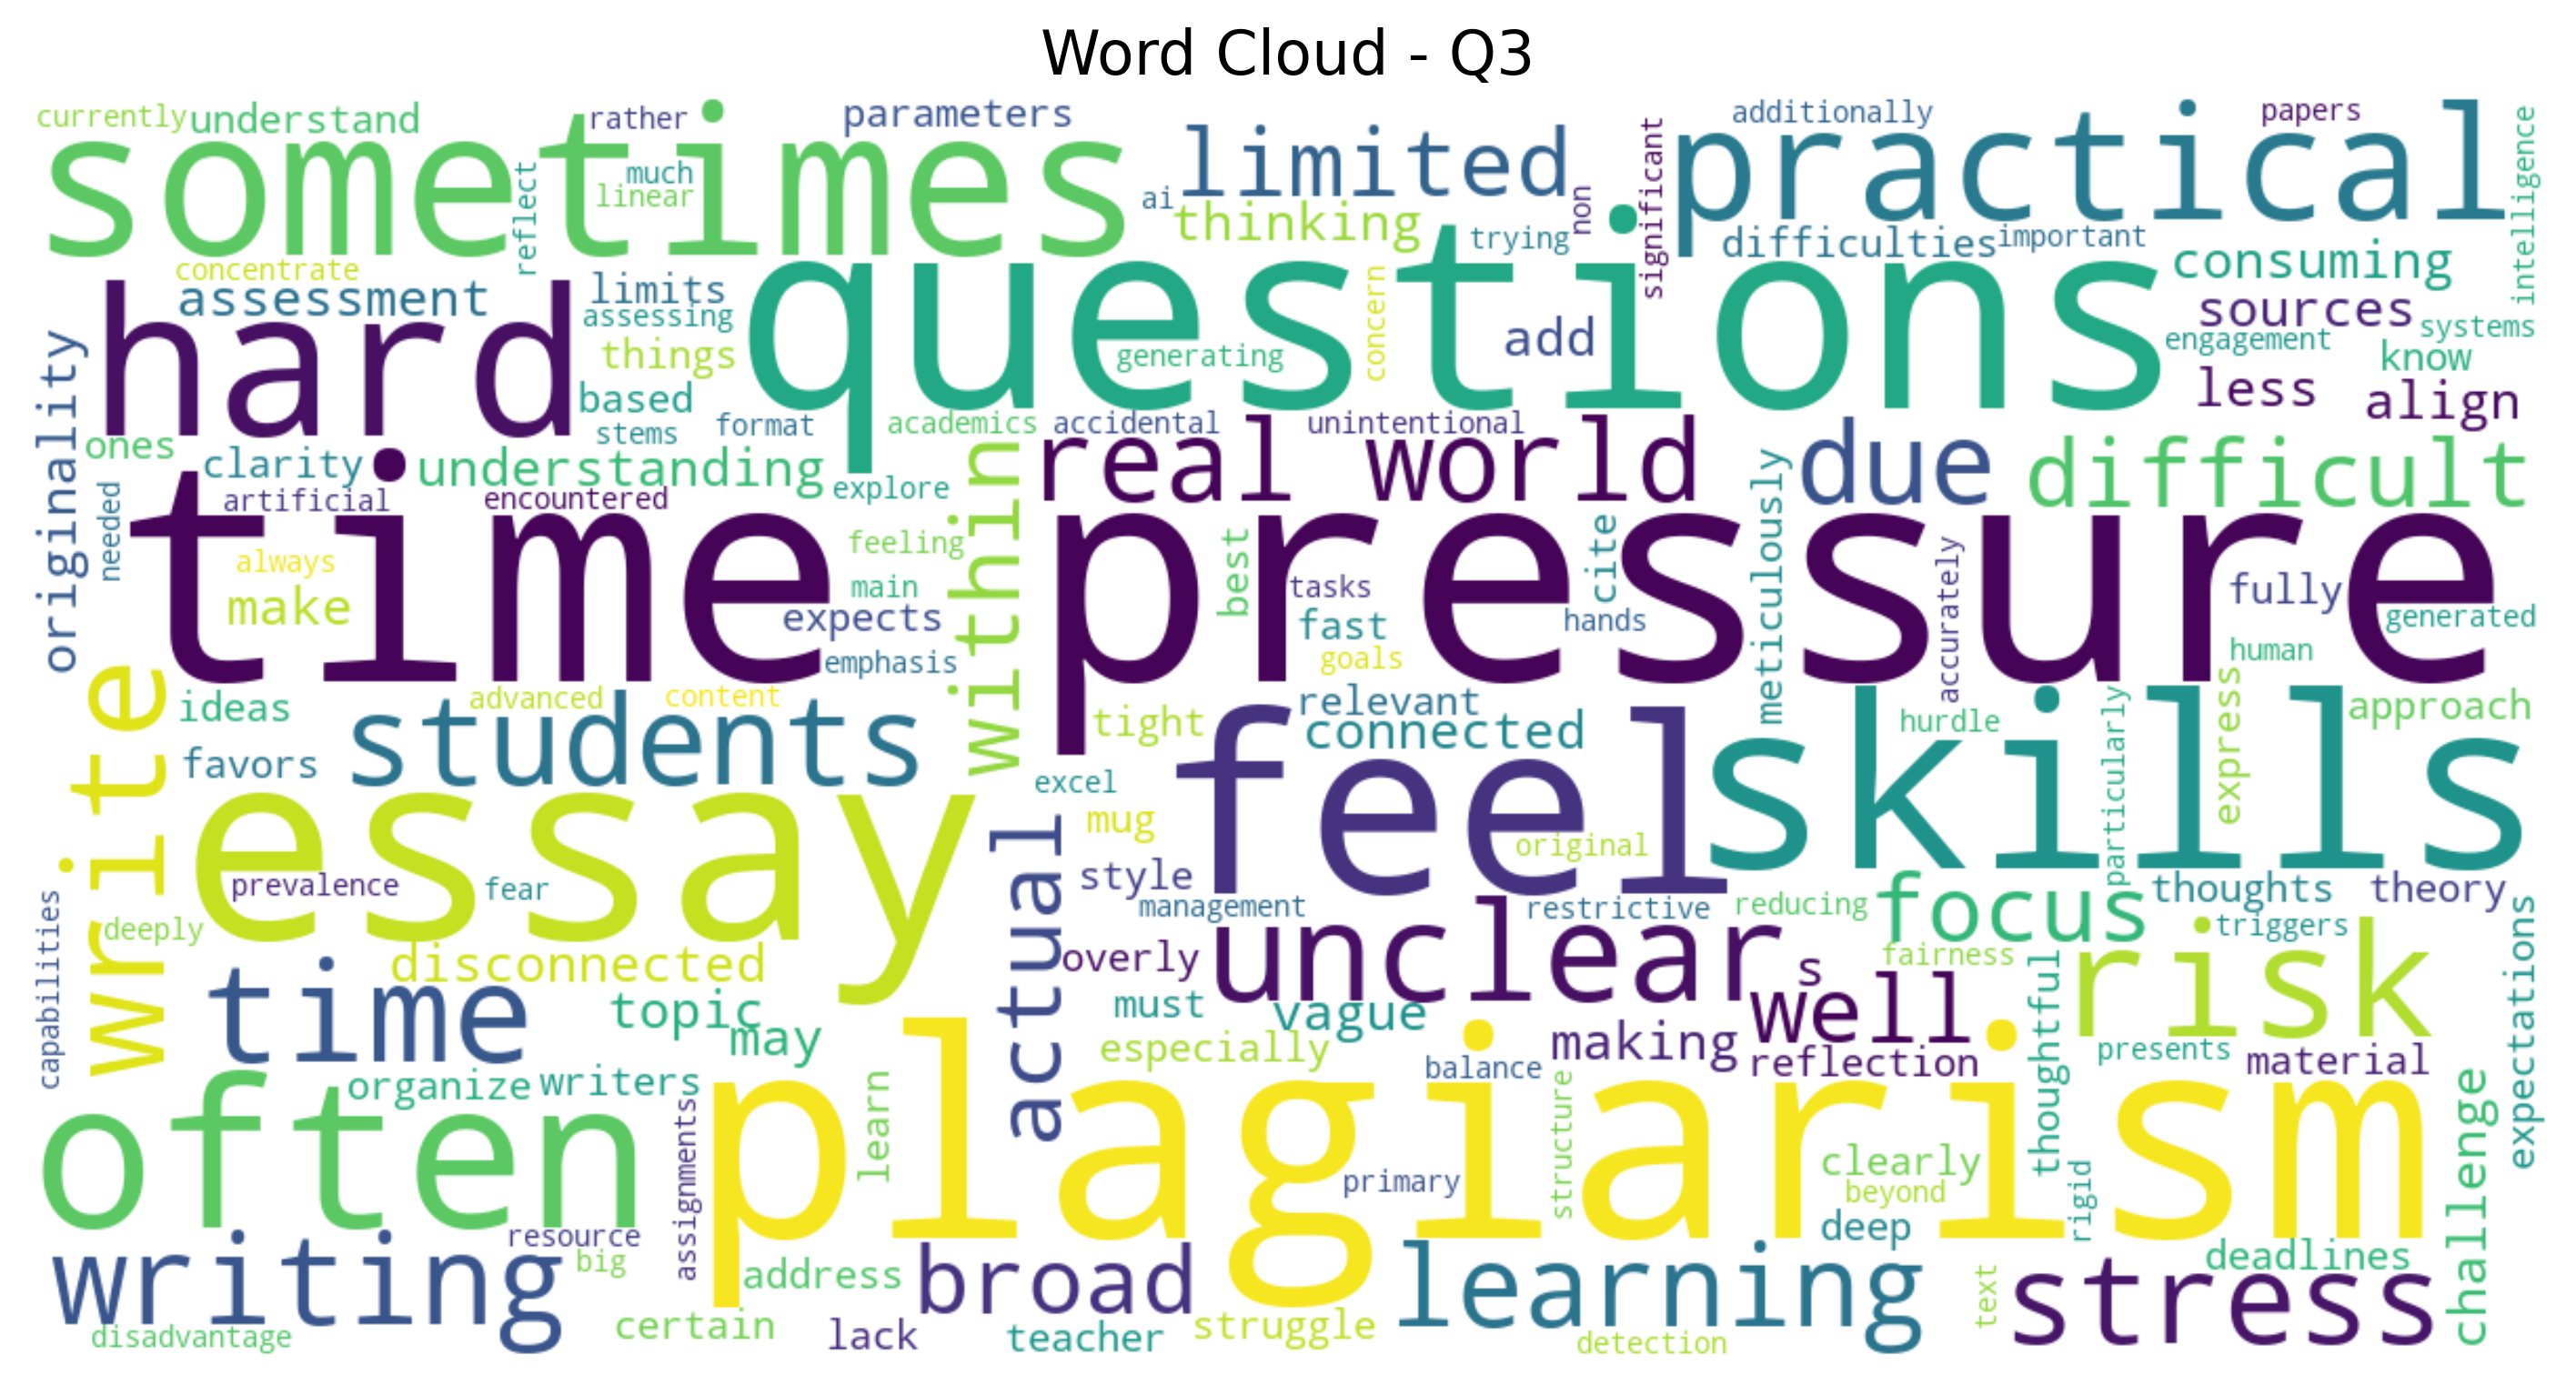 Word Cloud - Q3
currently understand rather parameters additionally papers
sometimes limited practical
reflect much linear ai thinking trying non significant difficulties important intelligence
concentrate assessment limits questions consuming
hard assessing things generating concern add sources systems
engagement know
originality based less align
ones stems format academics accidental unintentional
clarity understanding explore real world due difficult
needed artificial encountered within meticulously
time pressure
always feeling best cite accurately
make main tasks fully
expects fast hands generated
emphasis goals human
write ideas advanced content relevant express approach
students tight connected hurdle particularly
favors excel feel skills
essay actual mug original
style
capabilities prevalence fear management restrictive reducing focus thoughts theory expectations
deeply unclear triggers
disconnected overly s fairness risk
time topic must vague well thoughtful
may especially making presents material
organize writers balance reflection challenge
often plagiarism
assignments learn primary structure clearly
beyond rigid
deep
writing resource big address broad learning deadlines
text stress
disadvantage certain lack teacher struggle detection